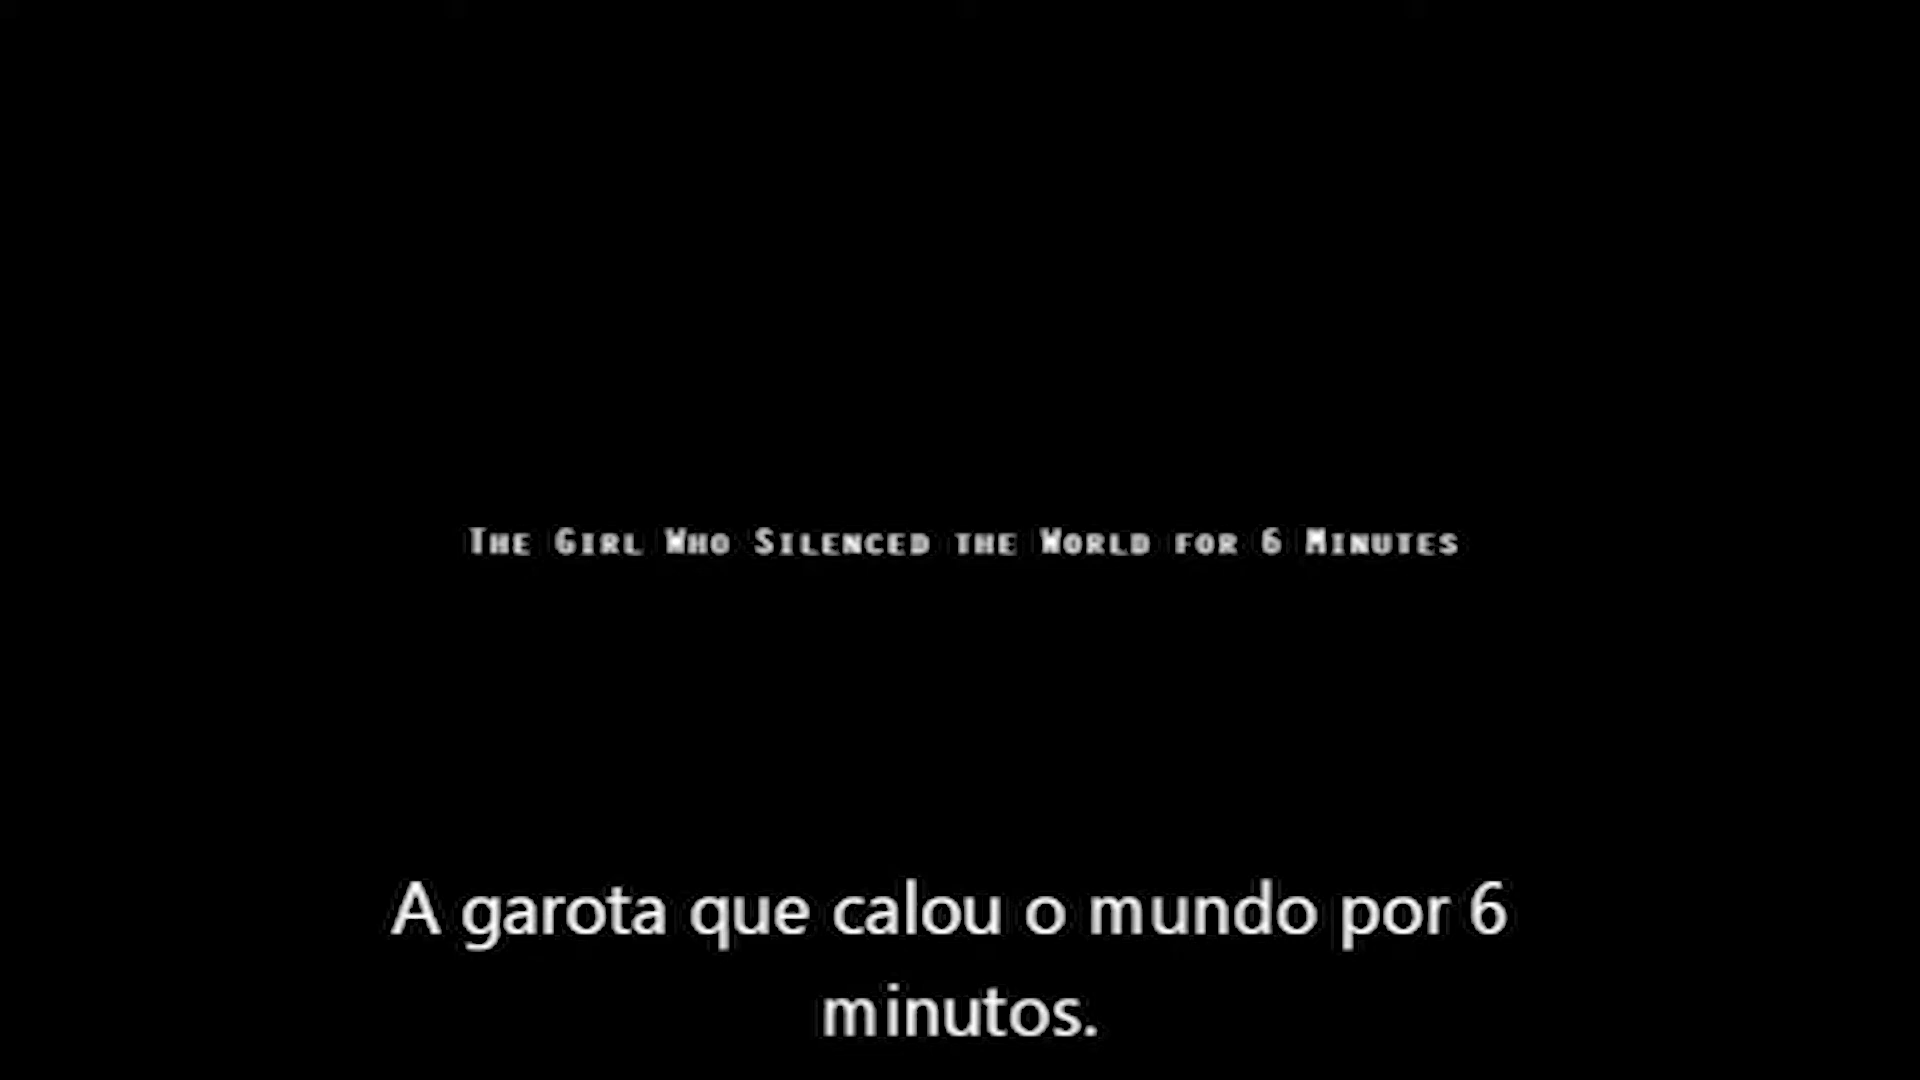 The Girl Who Silenced the World for 6 Minutes
A garota que calou o mundo por 6
minutos.